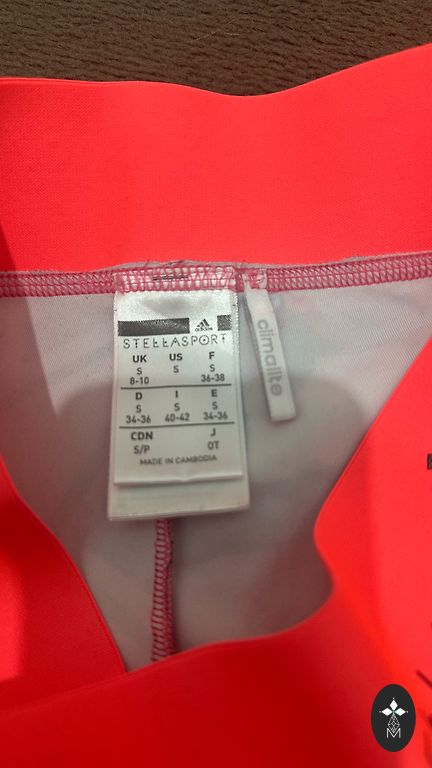 adidas
STELLASPORT
UK US F
S S
8-10 36-38
D I E
S S S
34-36 40-42 34-36
CDN J
S/P OT
MADE IN CAMBODIA
climalite
M